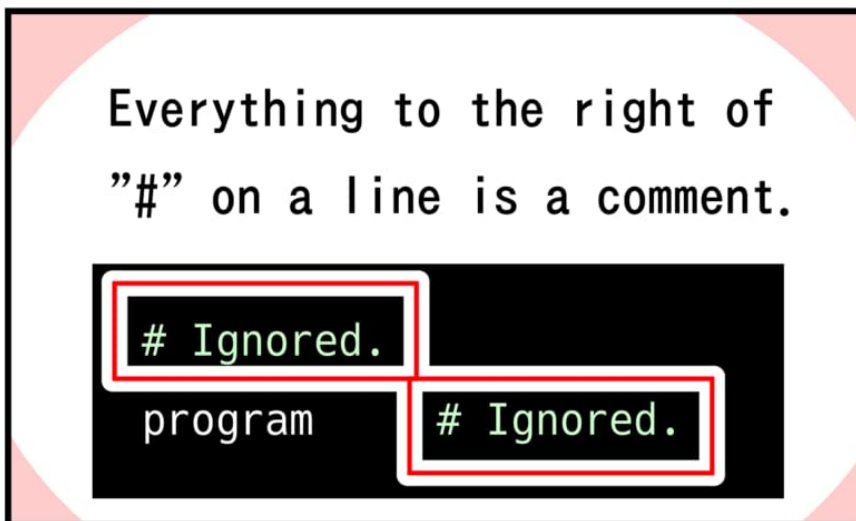 Everything to the right of
”#” on a line is a comment.
# Ignored.
program # Ignored.